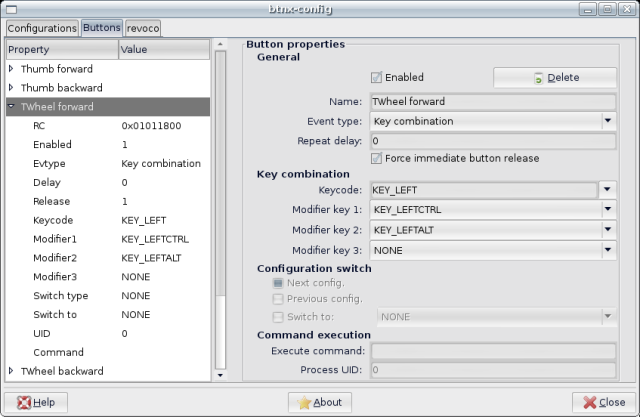 btnx-config
Configurations Buttons revoco
Property Value
Thumb forward
Thumb backward
TWheel forward
RC 0x01011800
Enabled 1
Evtype Key combination
Delay 0
Release 1
Keycode KEY_LEFT
Modifier1 KEY_LEFTCTRL
Modifier2 KEY_LEFTALT
Modifier3 NONE
Switch type NONE
Switch to NONE
UID 0
Command
TWheel backward
Button properties
General
Enabled Delete
Name: TWheel forward
Event type: Key combination
Repeat delay: 0
Force immediate button release
Key combination
Keycode: KEY_LEFT
Modifier key 1: KEY_LEFTCTRL
Modifier key 2: KEY_LEFTALT
Modifier key 3: NONE
Configuration switch
Next config.
Previous config.
Switch to: NONE
Command execution
Execute command:
Process UID: 0
Help About Close